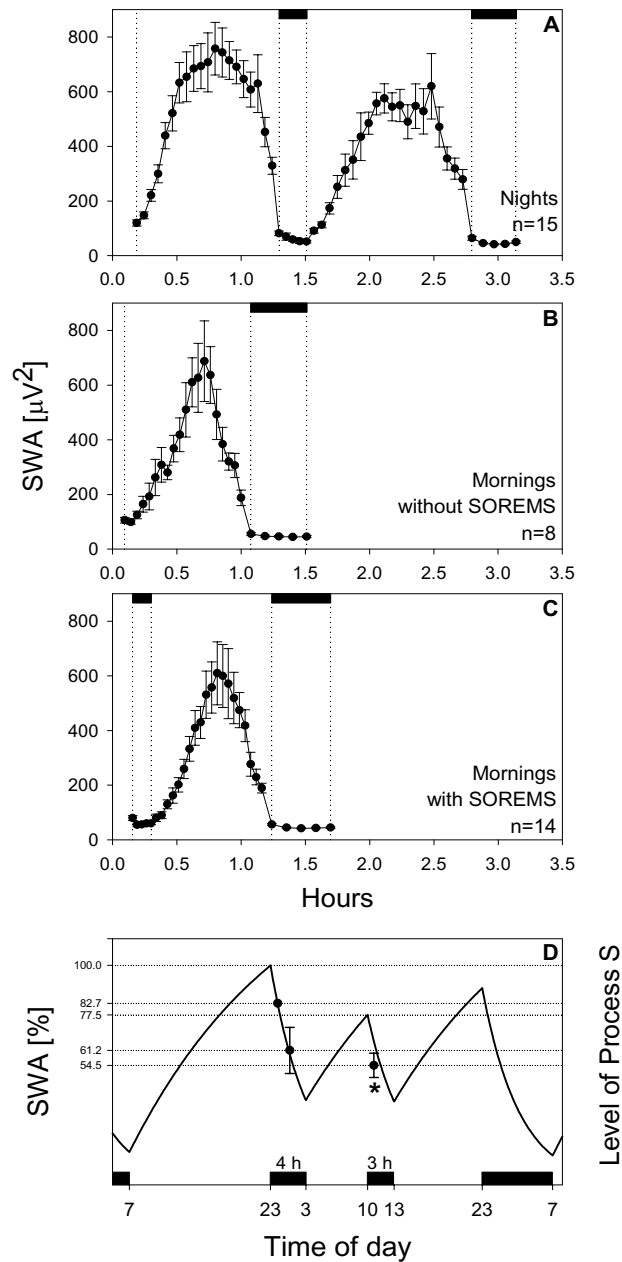 A
800
600
400
200
0
Nights
n=15
0.0 0.5 1.0 1.5 2.0 2.5 3.0 3.5
B
800
600
400
200
0
SWA [µV²]
Mornings
without SOREMS
n=8
0.0 0.5 1.0 1.5 2.0 2.5 3.0 3.5
C
800
600
400
200
0
Mornings
with SOREMS
n=14
0.0 0.5 1.0 1.5 2.0 2.5 3.0 3.5
Hours
D
100.0
82.7
77.5
61.2
54.5
SWA [%]
Level of Process S
*
4 h 3 h
7 23 3 10 13 23 7
Time of day